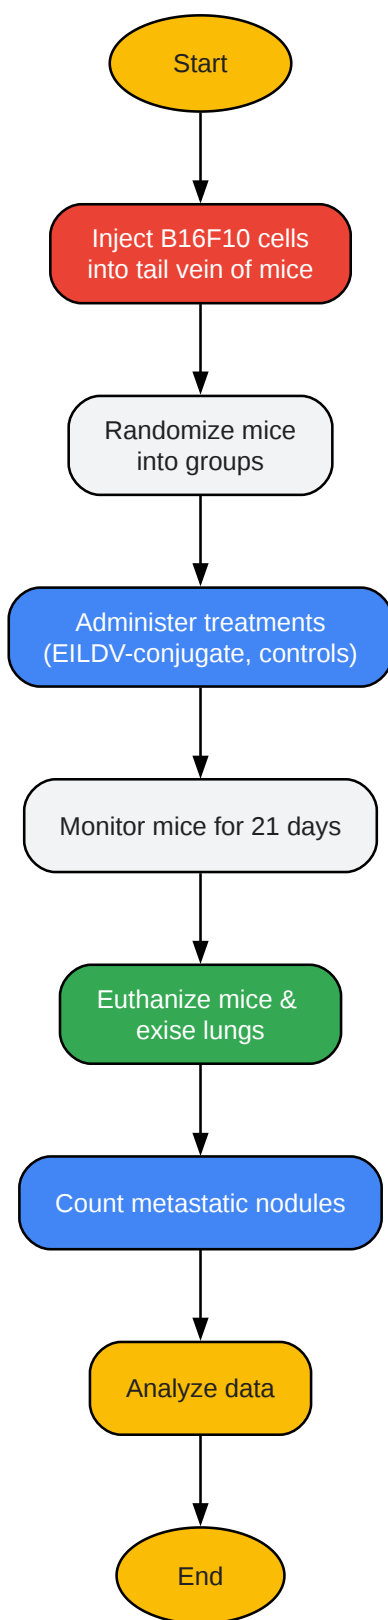 Start
Inject B16F10 cells
into tail vein of mice
Randomize mice
into groups
Administer treatments
(EILDV-conjugate, controls)
Monitor mice for 21 days
Euthanize mice &
exise lungs
Count metastatic nodules
Analyze data
End